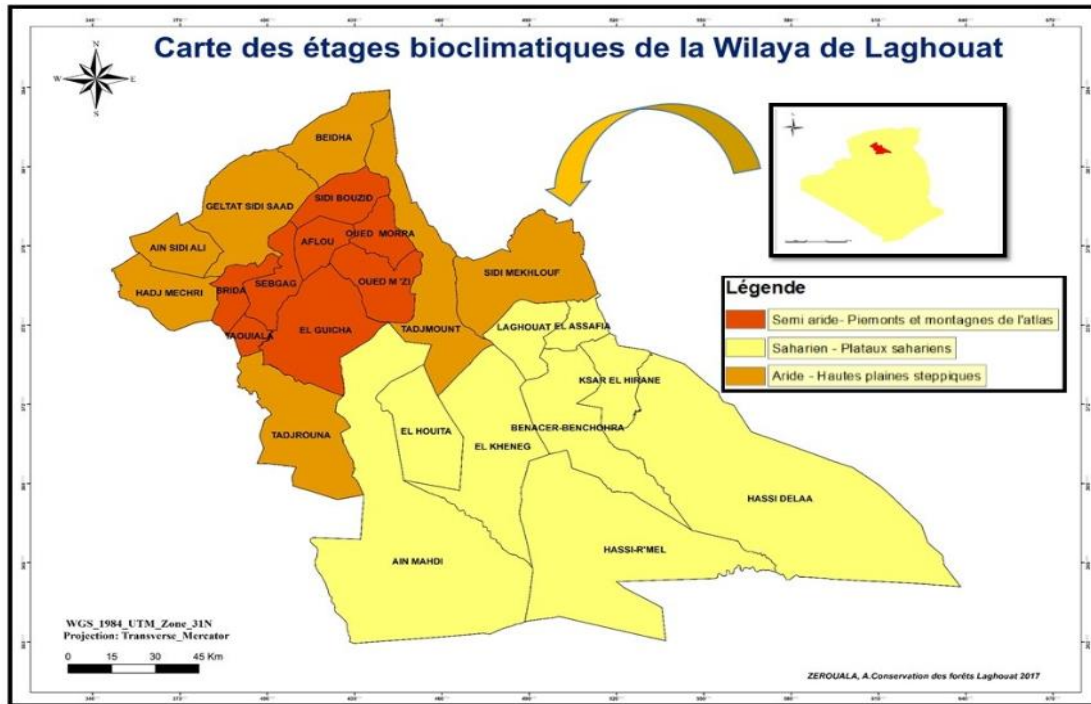 Carte des étages bioclimatiques de la Wilaya de Laghouat
N
W
E
S
BEIDHA
GELTAT SIDI SAAD
SIDI BOUZID
AIN SIDI ALI
AFLOU
OUED MORRA
HADJ MECHRI
BRIDA
SEBGAG
OUED M 'ZI
SIDI MEKHLOUF
TAOUIALA
EL GUICHA
TADJMOUNT
LAGHOUAT
EL ASSAFIA
KSAR EL HIRANE
TADJROUNA
EL HOUITA
EL KHENEG
BENACER-BENCHOHRA
HASSI DELAA
AIN MAHDI
HASSI-R'MEL
Légende
Semi aride- Piemonts et montagnes de l'atlas
Saharien - Plataux sahariens
Aride - Hautes plaines steppiques
WGS_1984_UTM_Zone_31N
Projection: Transverse_Mercator
0 15 30 45 Km
ZEROUALA, A.Conservation des forêts Laghouat 2017